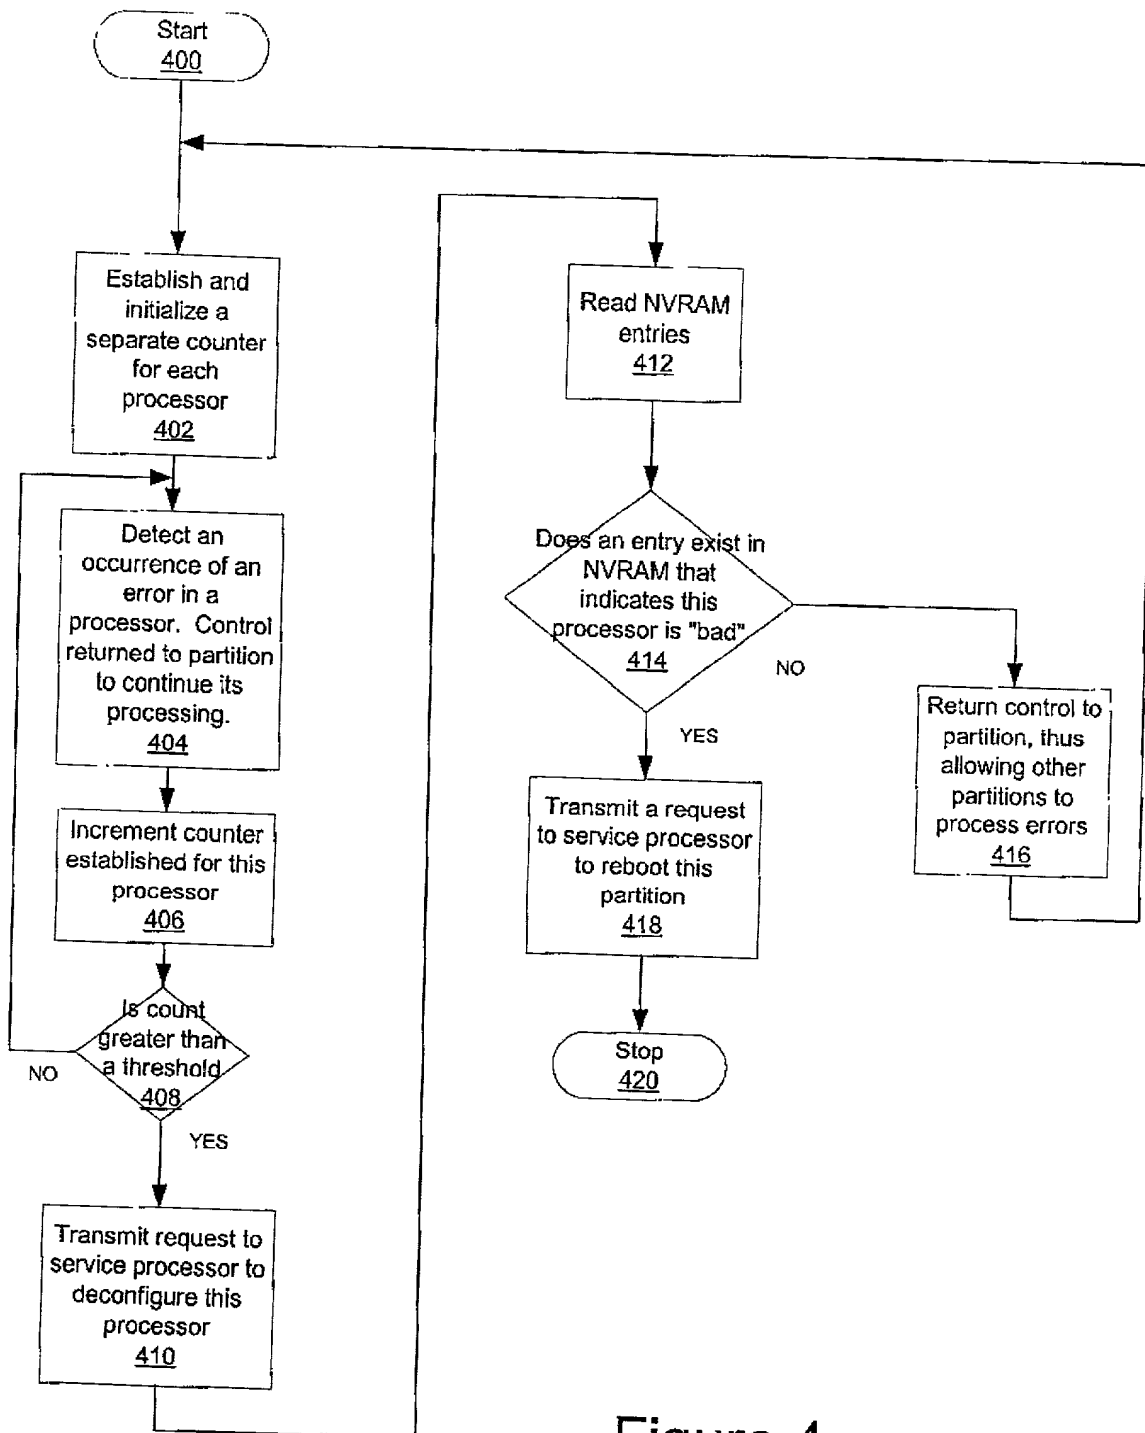 Start
400
Establish and
initialize a
separate counter
for each
processor
402
Detect an
occurrence of an
error in a
processor. Control
returned to partition
to continue its
processing.
404
Increment counter
established for this
processor
406
Is count
greater than
a threshold
408
NO
YES
Transmit request to
service processor to
deconfigure this
processor
410
Read NVRAM
entries
412
Does an entry exist in
NVRAM that
indicates this
processor is "bad"
414
NO
YES
Return control to
partition, thus
allowing other
partitions to
process errors
416
Transmit a request
to service processor
to reboot this
partition
418
Stop
420
Figure 4